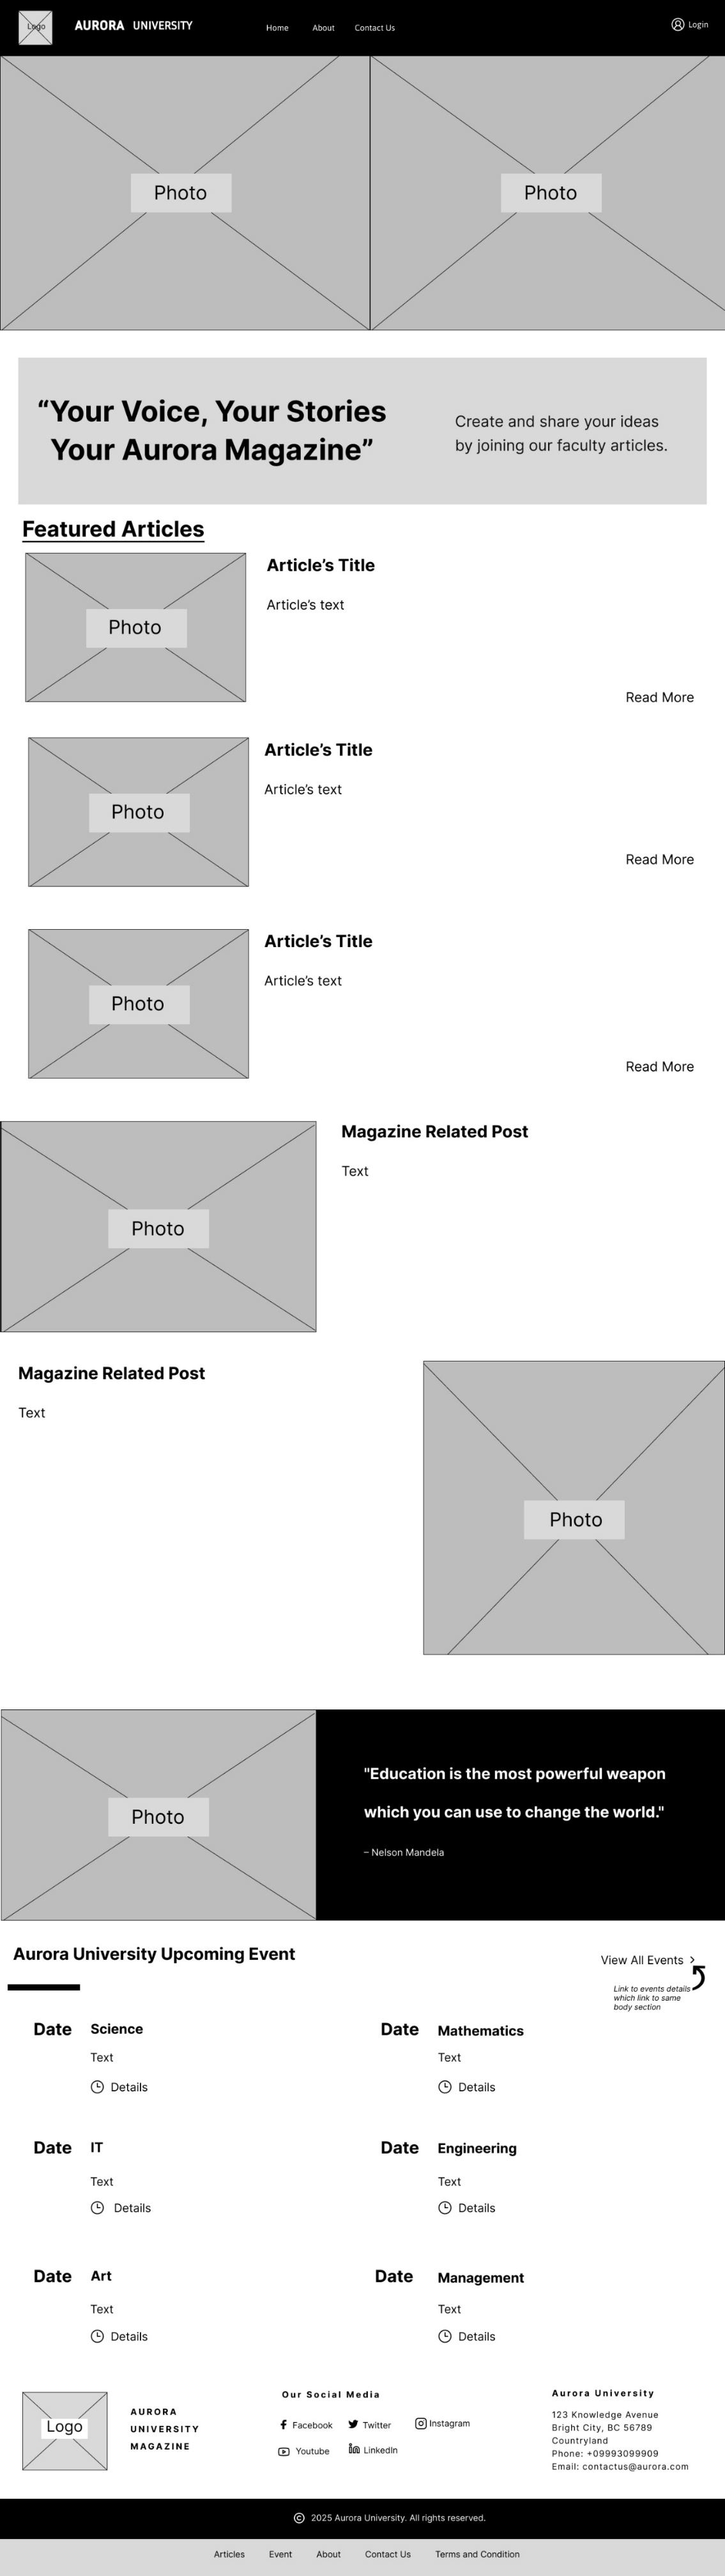 Logo
AURORA UNIVERSITY
Home About Contact Us
Login
Photo
Photo
“Your Voice, Your Stories
Your Aurora Magazine”
Create and share your ideas
by joining our faculty articles.
Featured Articles
Photo
Article’s Title
Article’s text
Read More
Photo
Article’s Title
Article’s text
Read More
Photo
Article’s Title
Article’s text
Read More
Photo
Magazine Related Post
Text
Magazine Related Post
Text
Photo
Photo
"Education is the most powerful weapon
which you can use to change the world."
– Nelson Mandela
Aurora University Upcoming Event
View All Events >
Link to events details
which link to same
body section
Date Science
Text
Details
Date Mathematics
Text
Details
Date IT
Text
Details
Date Engineering
Text
Details
Date Art
Text
Details
Date Management
Text
Details
Logo
AURORA
UNIVERSITY
MAGAZINE
Our Social Media
Facebook Twitter Instagram
Youtube LinkedIn
Aurora University
123 Knowledge Avenue
Bright City, BC 56789
Countryland
Phone: +09993099909
Email: contactus@aurora.com
© 2025 Aurora University. All rights reserved.
Articles Event About Contact Us Terms and Condition